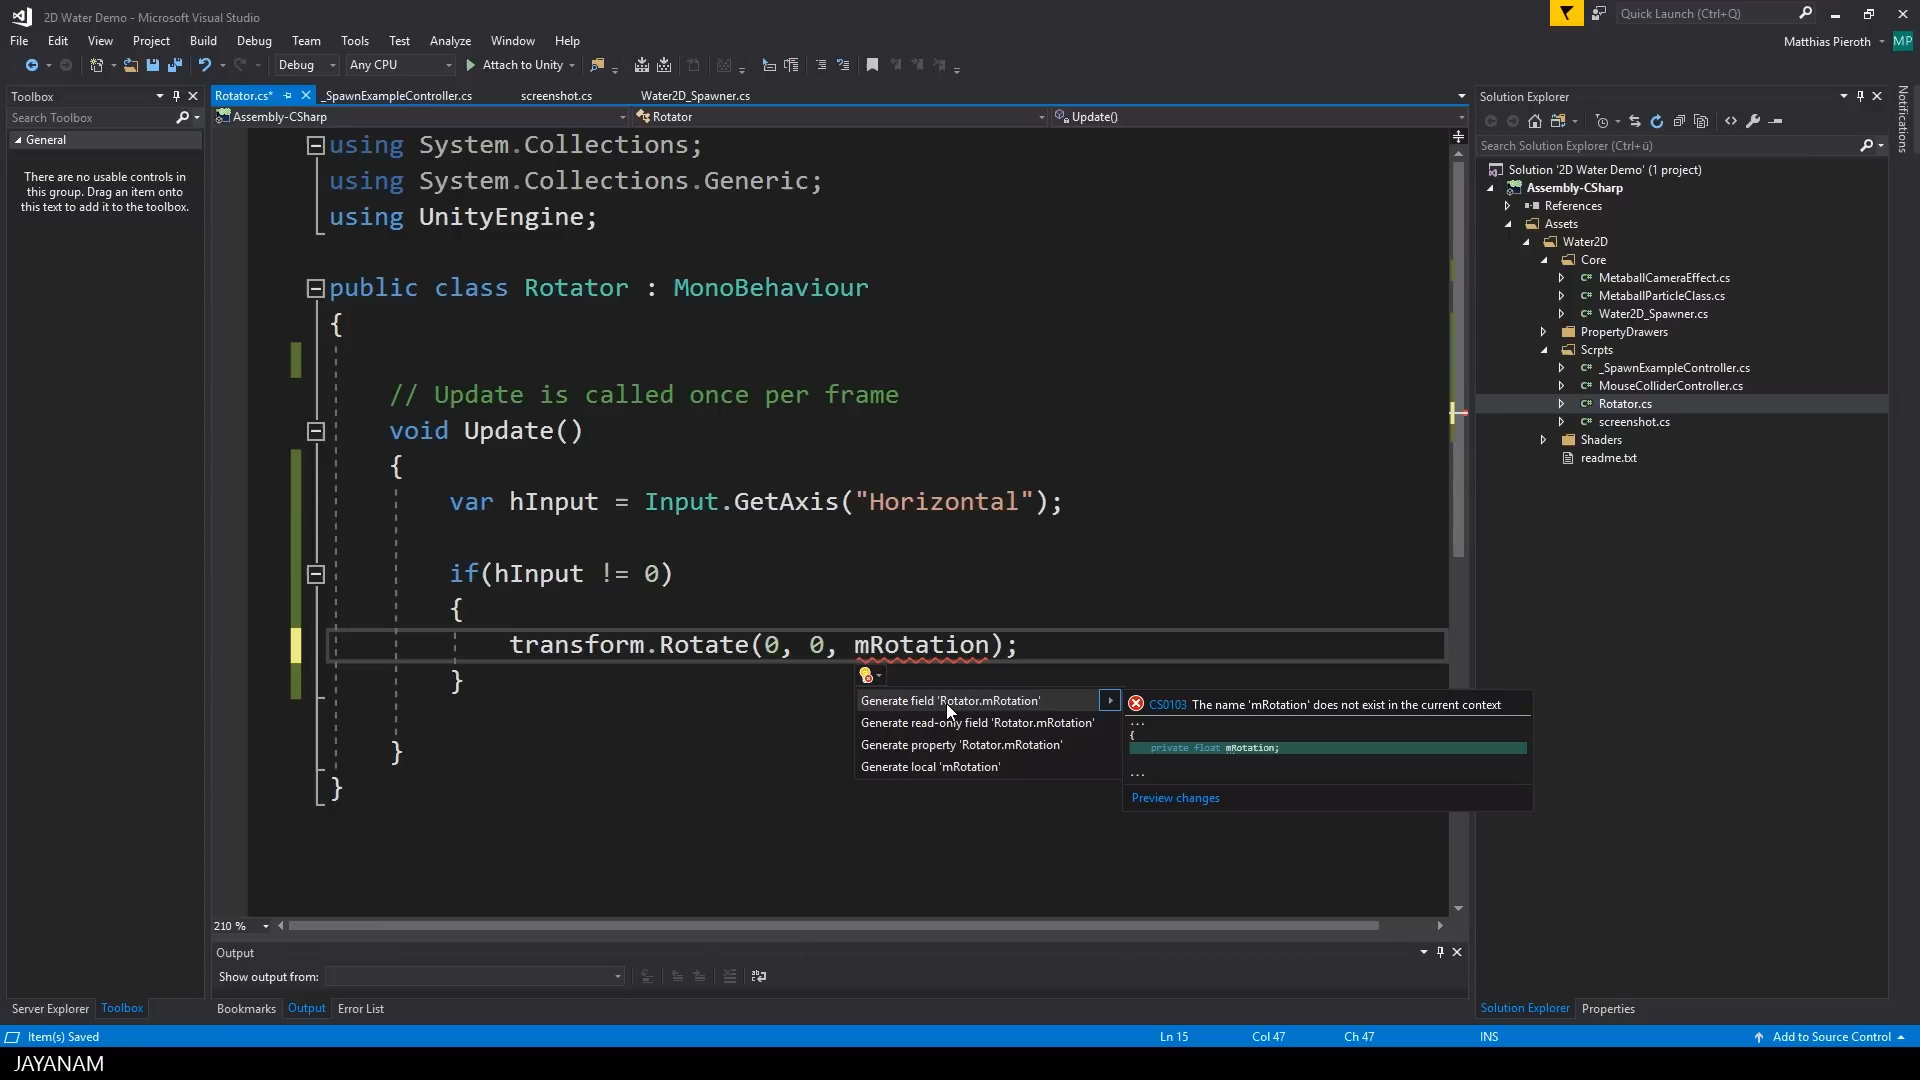 2D Water Demo - Microsoft Visual Studio
Quick Launch (Ctrl+Q)
File Edit View Project Build Debug Team Tools Test Analyze Window Help
Matthias Pieroth MP
Debug Any CPU Attach to Unity
Toolbox
Search Toolbox
General
There are no usable controls in
this group. Drag an item onto
this text to add it to the toolbox.
Rotator.cs* _SpawnExampleController.cs screenshot.cs Water2D_Spawner.cs
Assembly-CSharp Rotator Update()
using System.Collections;
using System.Collections.Generic;
using UnityEngine;
public class Rotator : MonoBehaviour
{
// Update is called once per frame
void Update()
{
var hInput = Input.GetAxis("Horizontal");
if(hInput != 0)
{
transform.Rotate(0, 0, mRotation);
}
}
}
Generate field 'Rotator.mRotation'
Generate read-only field 'Rotator.mRotation'
Generate property 'Rotator.mRotation'
Generate local 'mRotation'
CS0103 The name 'mRotation' does not exist in the current context
...
{
private float mRotation;
...
Preview changes
Solution Explorer
Search Solution Explorer (Ctrl+ü)
Solution '2D Water Demo' (1 project)
Assembly-CSharp
References
Assets
Water2D
Core
C# MetaballCameraEffect.cs
C# MetaballParticleClass.cs
C# Water2D_Spawner.cs
PropertyDrawers
Scrpts
C# _SpawnExampleController.cs
C# MouseColliderController.cs
C# Rotator.cs
C# screenshot.cs
Shaders
readme.txt
Notifications
210 %
Output
Show output from:
Server Explorer Toolbox
Bookmarks Output Error List
Solution Explorer Properties
Item(s) Saved Ln 15 Col 47 Ch 47 INS Add to Source Control
JAYANAM